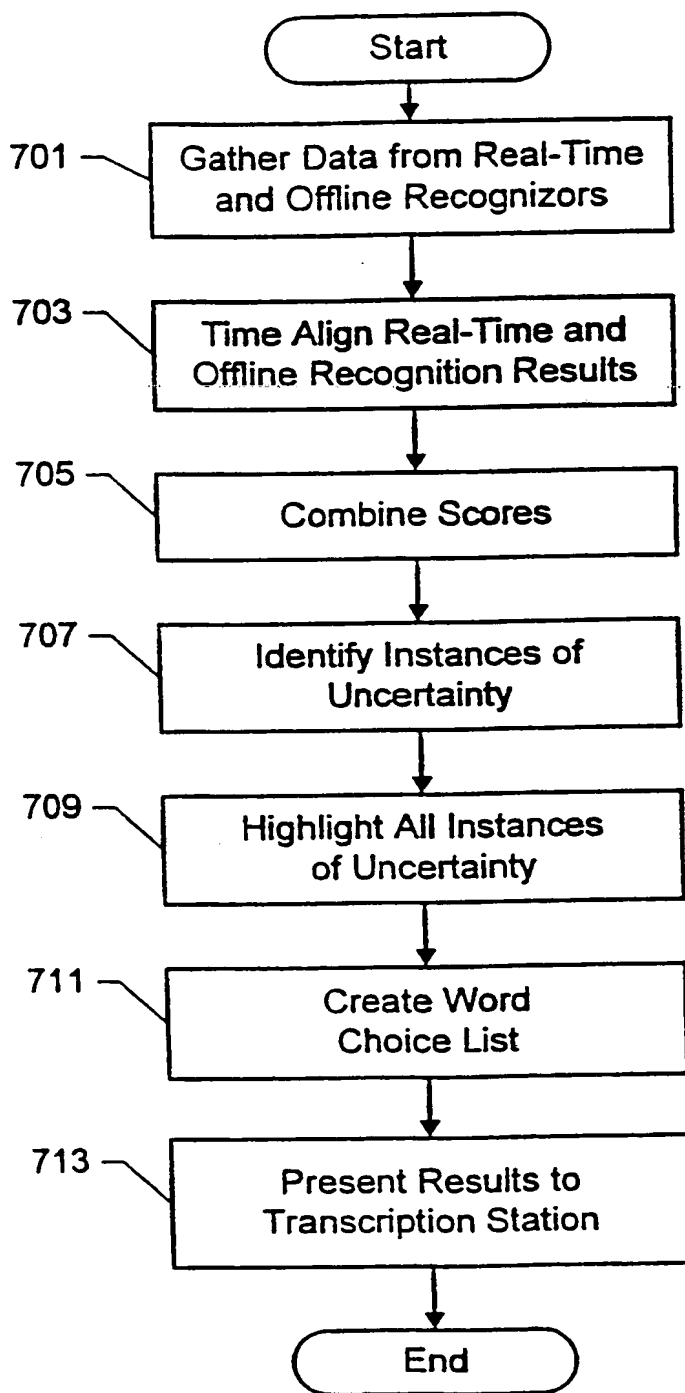 Start
701
Gather Data from Real-Time
and Offline Recognizors
703
Time Align Real-Time and
Offline Recognition Results
705
Combine Scores
707
Identify Instances of
Uncertainty
709
Highlight All Instances
of Uncertainty
711
Create Word
Choice List
713
Present Results to
Transcription Station
End